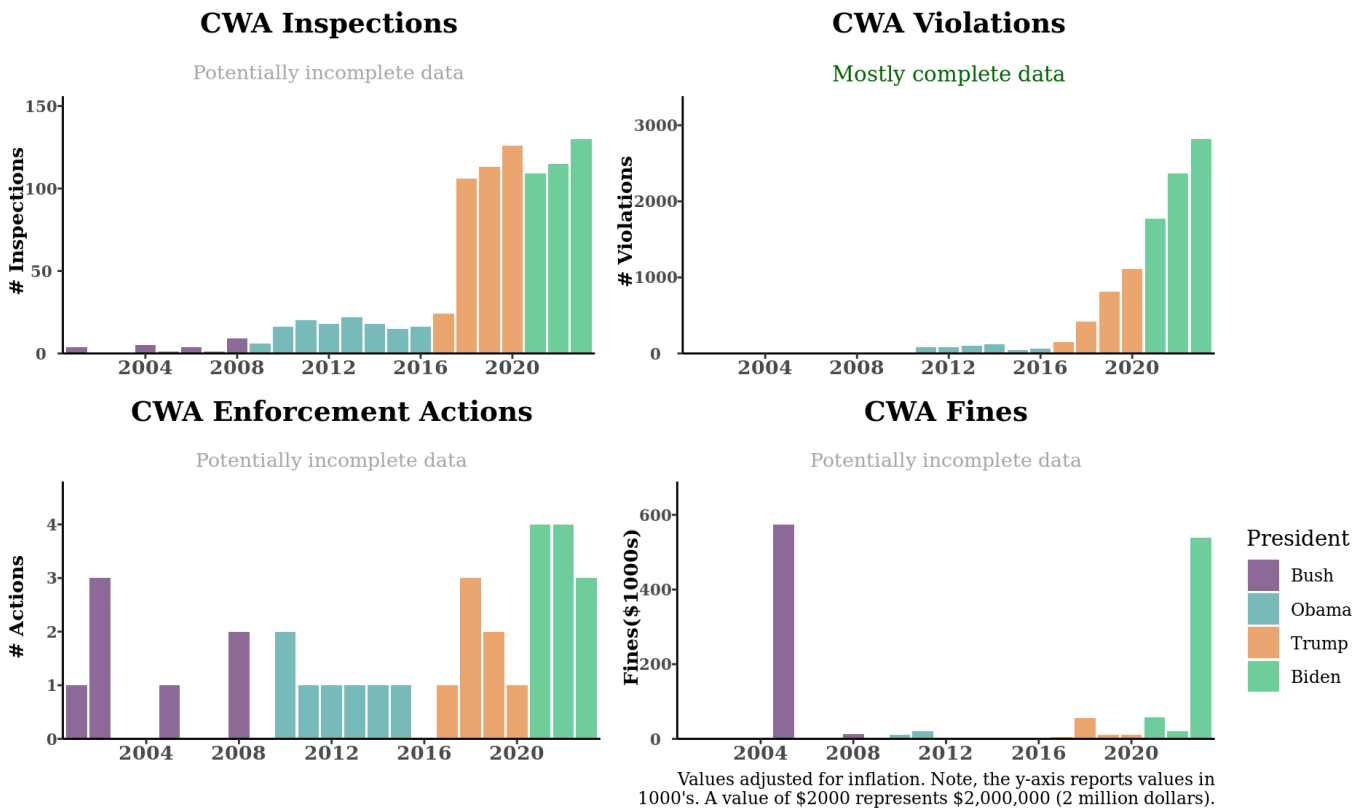 CWA Inspections
Potentially incomplete data
# Inspections
150
100
50
0
2004
2008
2012
2016
2020
CWA Violations
Mostly complete data
# Violations
3000
2000
1000
0
2004
2008
2012
2016
2020
CWA Enforcement Actions
Potentially incomplete data
# Actions
4
3
2
1
0
2004
2008
2012
2016
2020
CWA Fines
Potentially incomplete data
Fines($1000s)
600
400
200
0
2004
2008
2012
2016
2020
President
Bush
Obama
Trump
Biden
Values adjusted for inflation. Note, the y-axis reports values in
1000's. A value of $2000 represents $2,000,000 (2 million dollars).